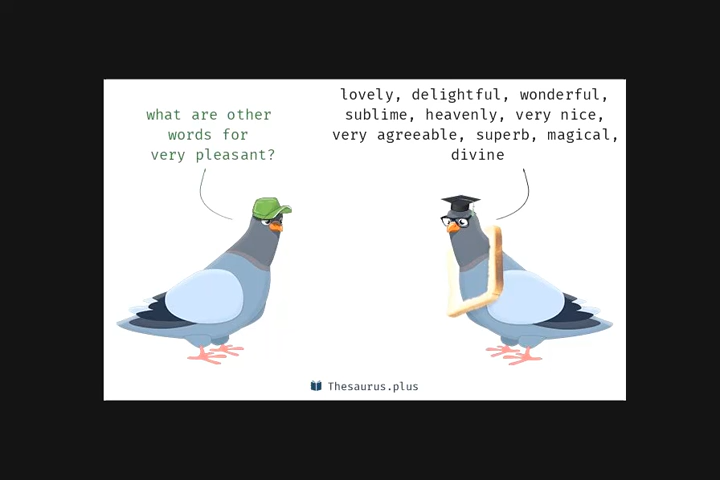 what are other
words for
very pleasant?
lovely, delightful, wonderful,
sublime, heavenly, very nice,
very agreeable, superb, magical,
divine
Thesaurus.plus